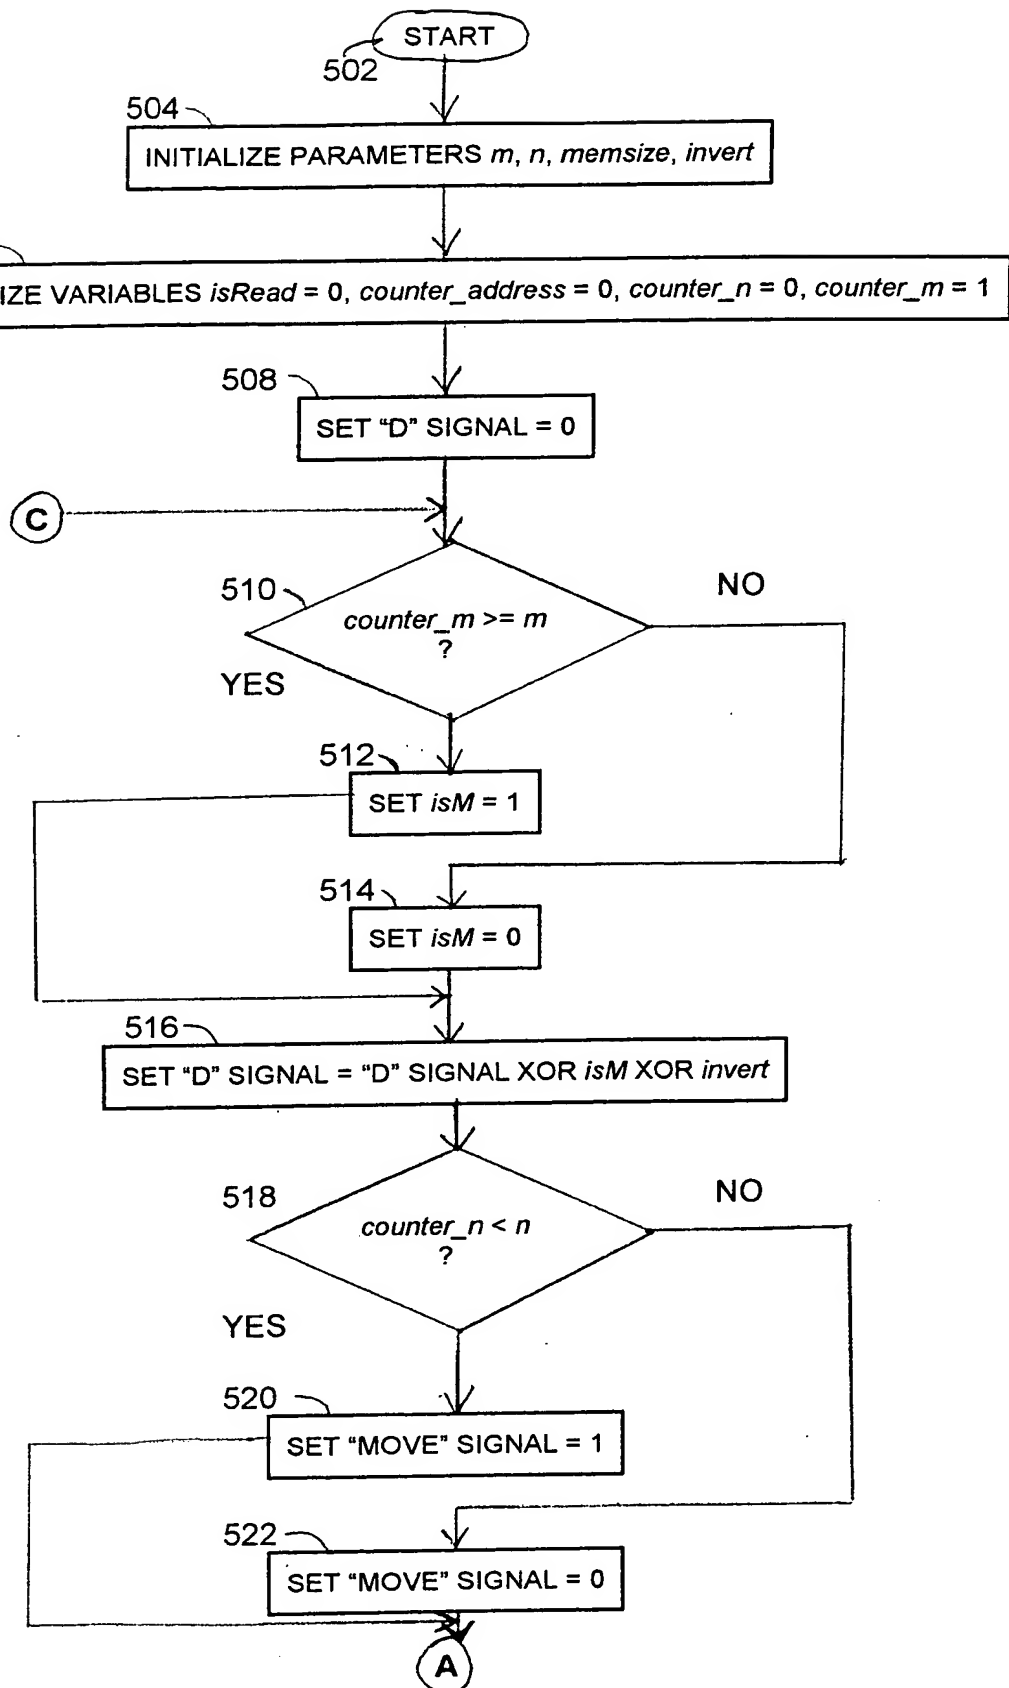 START
502
504
INITIALIZE PARAMETERS m, n, memsize, invert
IZE VARIABLES isRead = 0, counter_address = 0, counter_n = 0, counter_m = 1
508
SET "D" SIGNAL = 0
C
510
counter_m >= m
?
NO
YES
512
SET isM = 1
514
SET isM = 0
516
SET "D" SIGNAL = "D" SIGNAL XOR isM XOR invert
518
counter_n < n
?
NO
YES
520
SET "MOVE" SIGNAL = 1
522
SET "MOVE" SIGNAL = 0
A